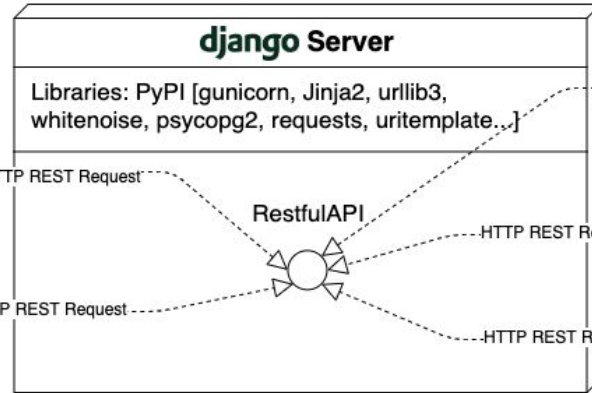 django Server
Libraries: PyPI [gunicorn, Jinja2, urllib3,
whitenoise, psycopg2, requests, uritemplate...]
REST Request
RestfulAPI
HTTP REST
REST Request
HTTP REST